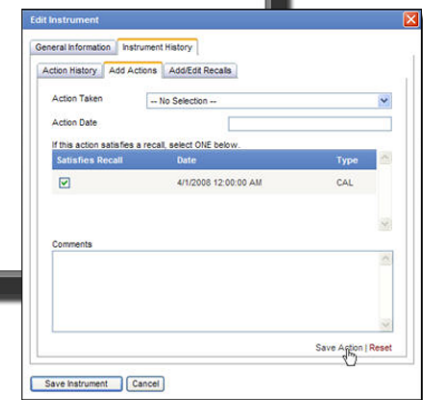 Edit Instrument
General Information Instrument History
Action History Add Actions Add/Edit Recalls
Action Taken -- No Selection --
Action Date
If this action satisfies a recall, select ONE below.
Satisfies Recall Date Type
4/1/2008 12:00:00 AM CAL
Comments
Save Action | Reset
Save Instrument Cancel